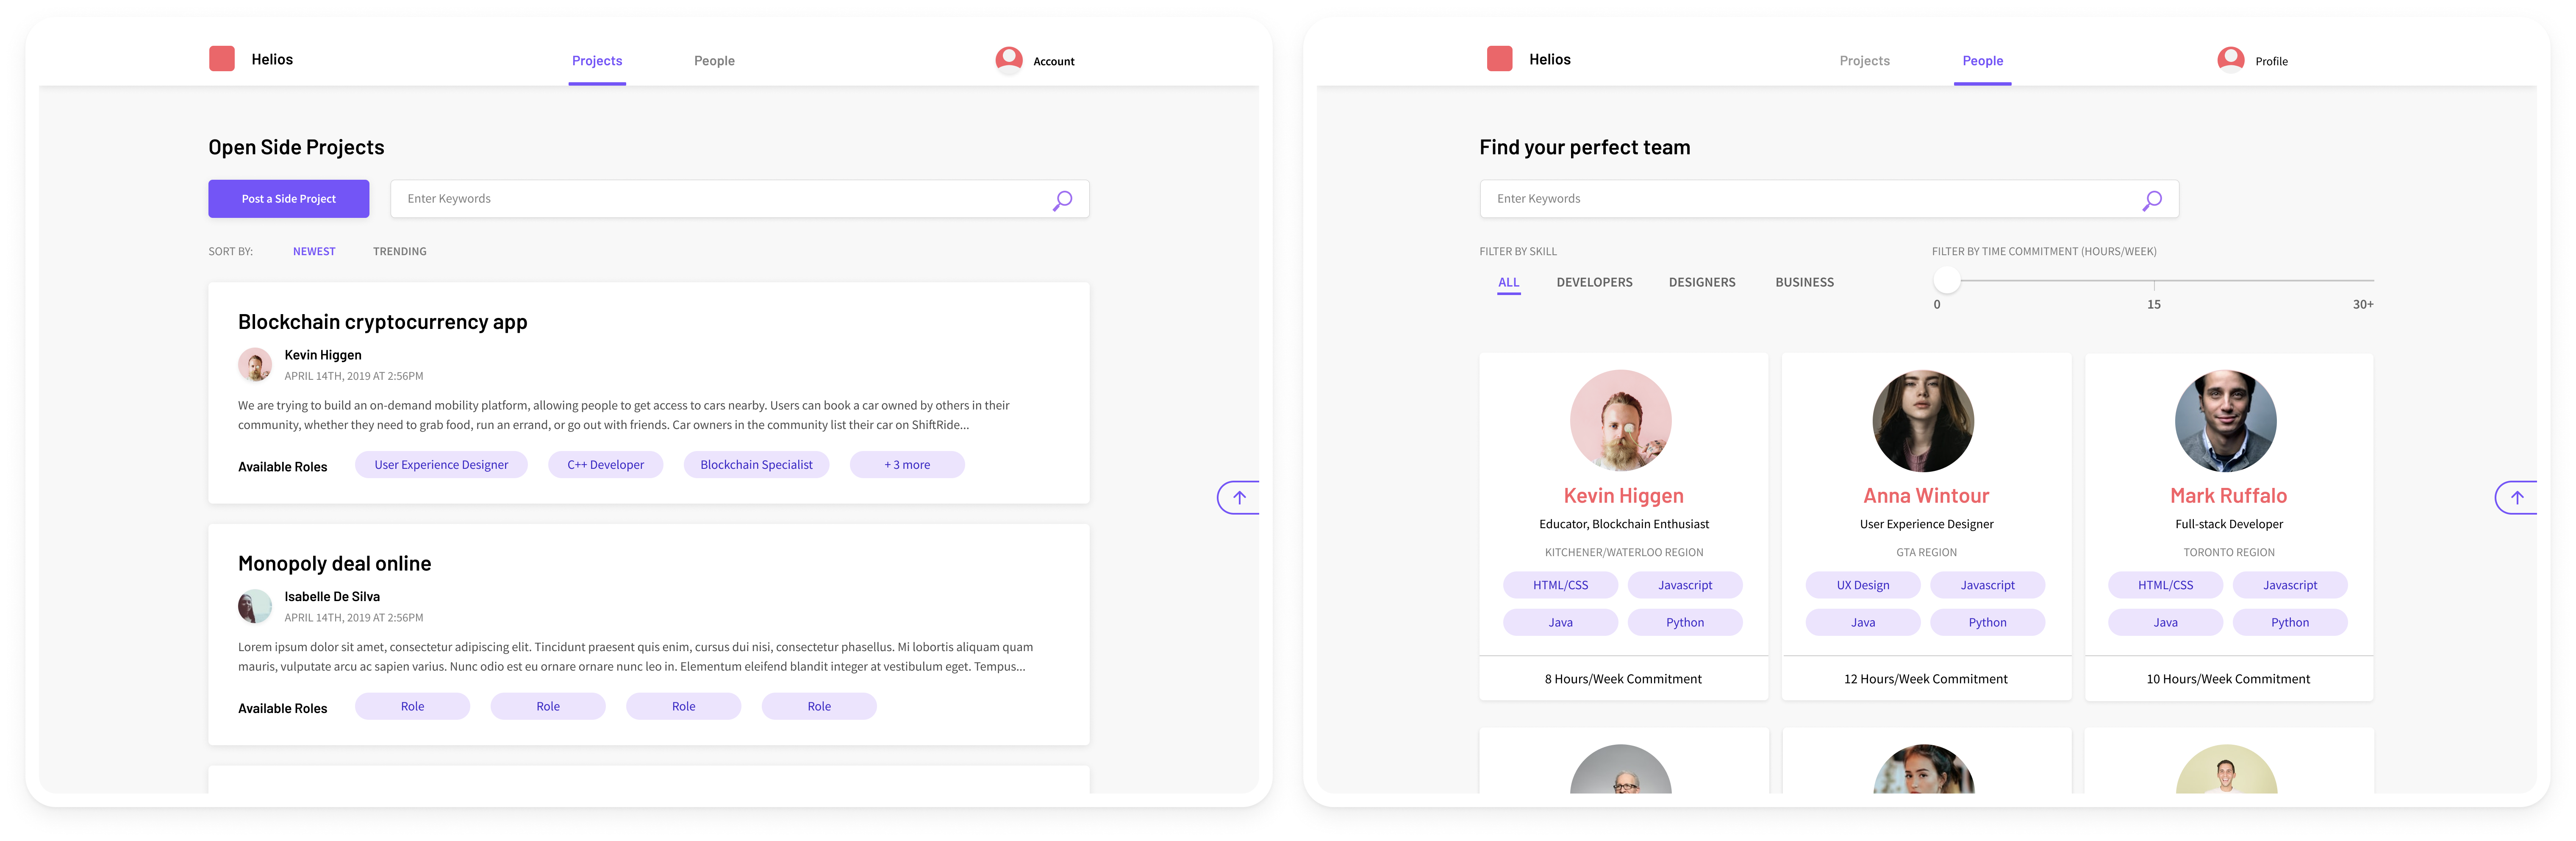 Helios
Projects
People
Account
Open Side Projects
Post a Side Project
Enter Keywords
SORT BY:
NEWEST
TRENDING
Blockchain cryptocurrency app
Kevin Higgen
APRIL 14TH, 2019 AT 2:56PM
We are trying to build an on-demand mobility platform, allowing people to get access to cars nearby. Users can book a car owned by others in their
community, whether they need to grab food, run an errand, or go out with friends. Car owners in the community list their car on ShiftRide...
Available Roles
User Experience Designer
C++ Developer
Blockchain Specialist
+ 3 more
Monopoly deal online
Isabelle De Silva
APRIL 14TH, 2019 AT 2:56PM
Lorem ipsum dolor sit amet, consectetur adipiscing elit. Tincidunt praesent quis enim, cursus dui nisi, consectetur phasellus. Mi lobortis aliquam quam
mauris, vulputate arcu ac sapien varius. Nunc odio est eu ornare ornare nunc leo in. Elementum eleifend blandit integer at vestibulum eget. Tempus...
Available Roles
Role
Role
Role
Role
Helios
Projects
People
Profile
Find your perfect team
Enter Keywords
FILTER BY SKILL
ALL
DEVELOPERS
DESIGNERS
BUSINESS
FILTER BY TIME COMMITMENT (HOURS/WEEK)
0
15
30+
Kevin Higgen
Educator, Blockchain Enthusiast
KITCHENER/WATERLOO REGION
HTML/CSS
Javascript
Java
Python
8 Hours/Week Commitment
Anna Wintour
User Experience Designer
GTA REGION
UX Design
Javascript
Java
Python
12 Hours/Week Commitment
Mark Ruffalo
Full-stack Developer
TORONTO REGION
HTML/CSS
Javascript
Java
Python
10 Hours/Week Commitment